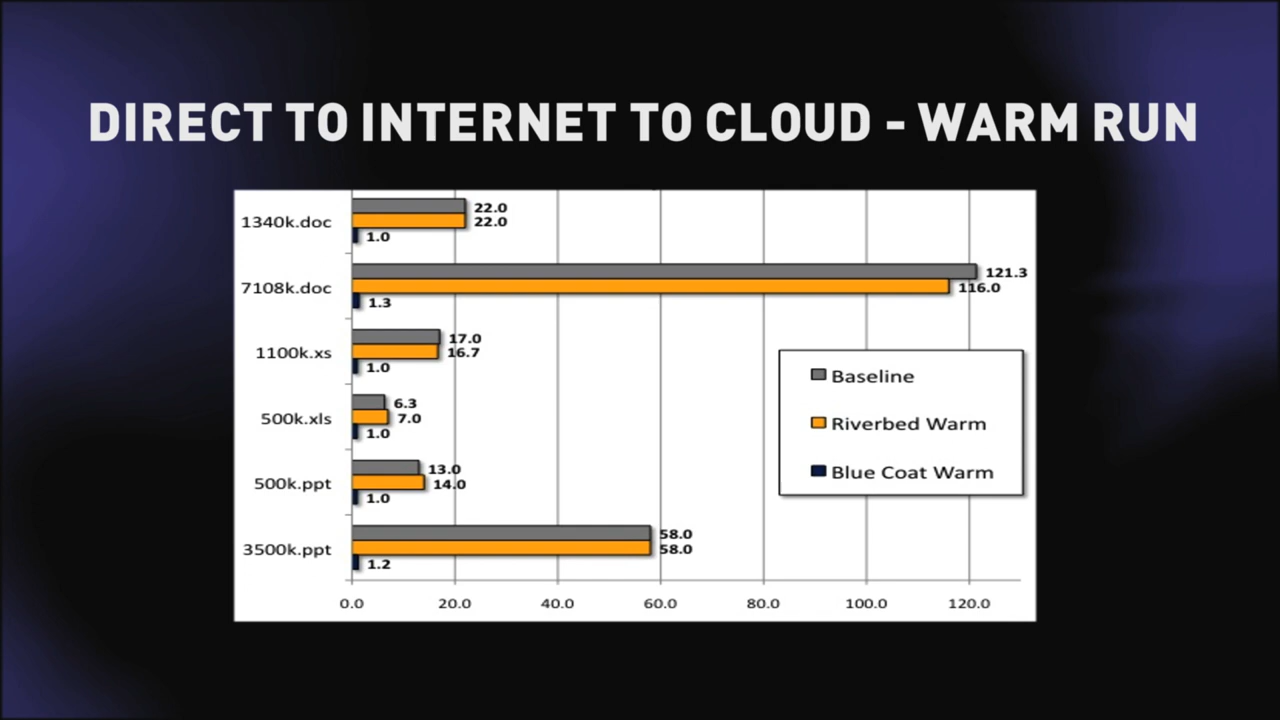 DIRECT TO INTERNET TO CLOUD - WARM RUN
1340k.doc
22.0
22.0
1.0
7108k.doc
121.3
116.0
1.3
1100k.xs
17.0
16.7
1.0
500k.xls
6.3
7.0
1.0
500k.ppt
13.0
14.0
1.0
3500k.ppt
58.0
58.0
1.2
Baseline
Riverbed Warm
Blue Coat Warm
0.0 20.0 40.0 60.0 80.0 100.0 120.0